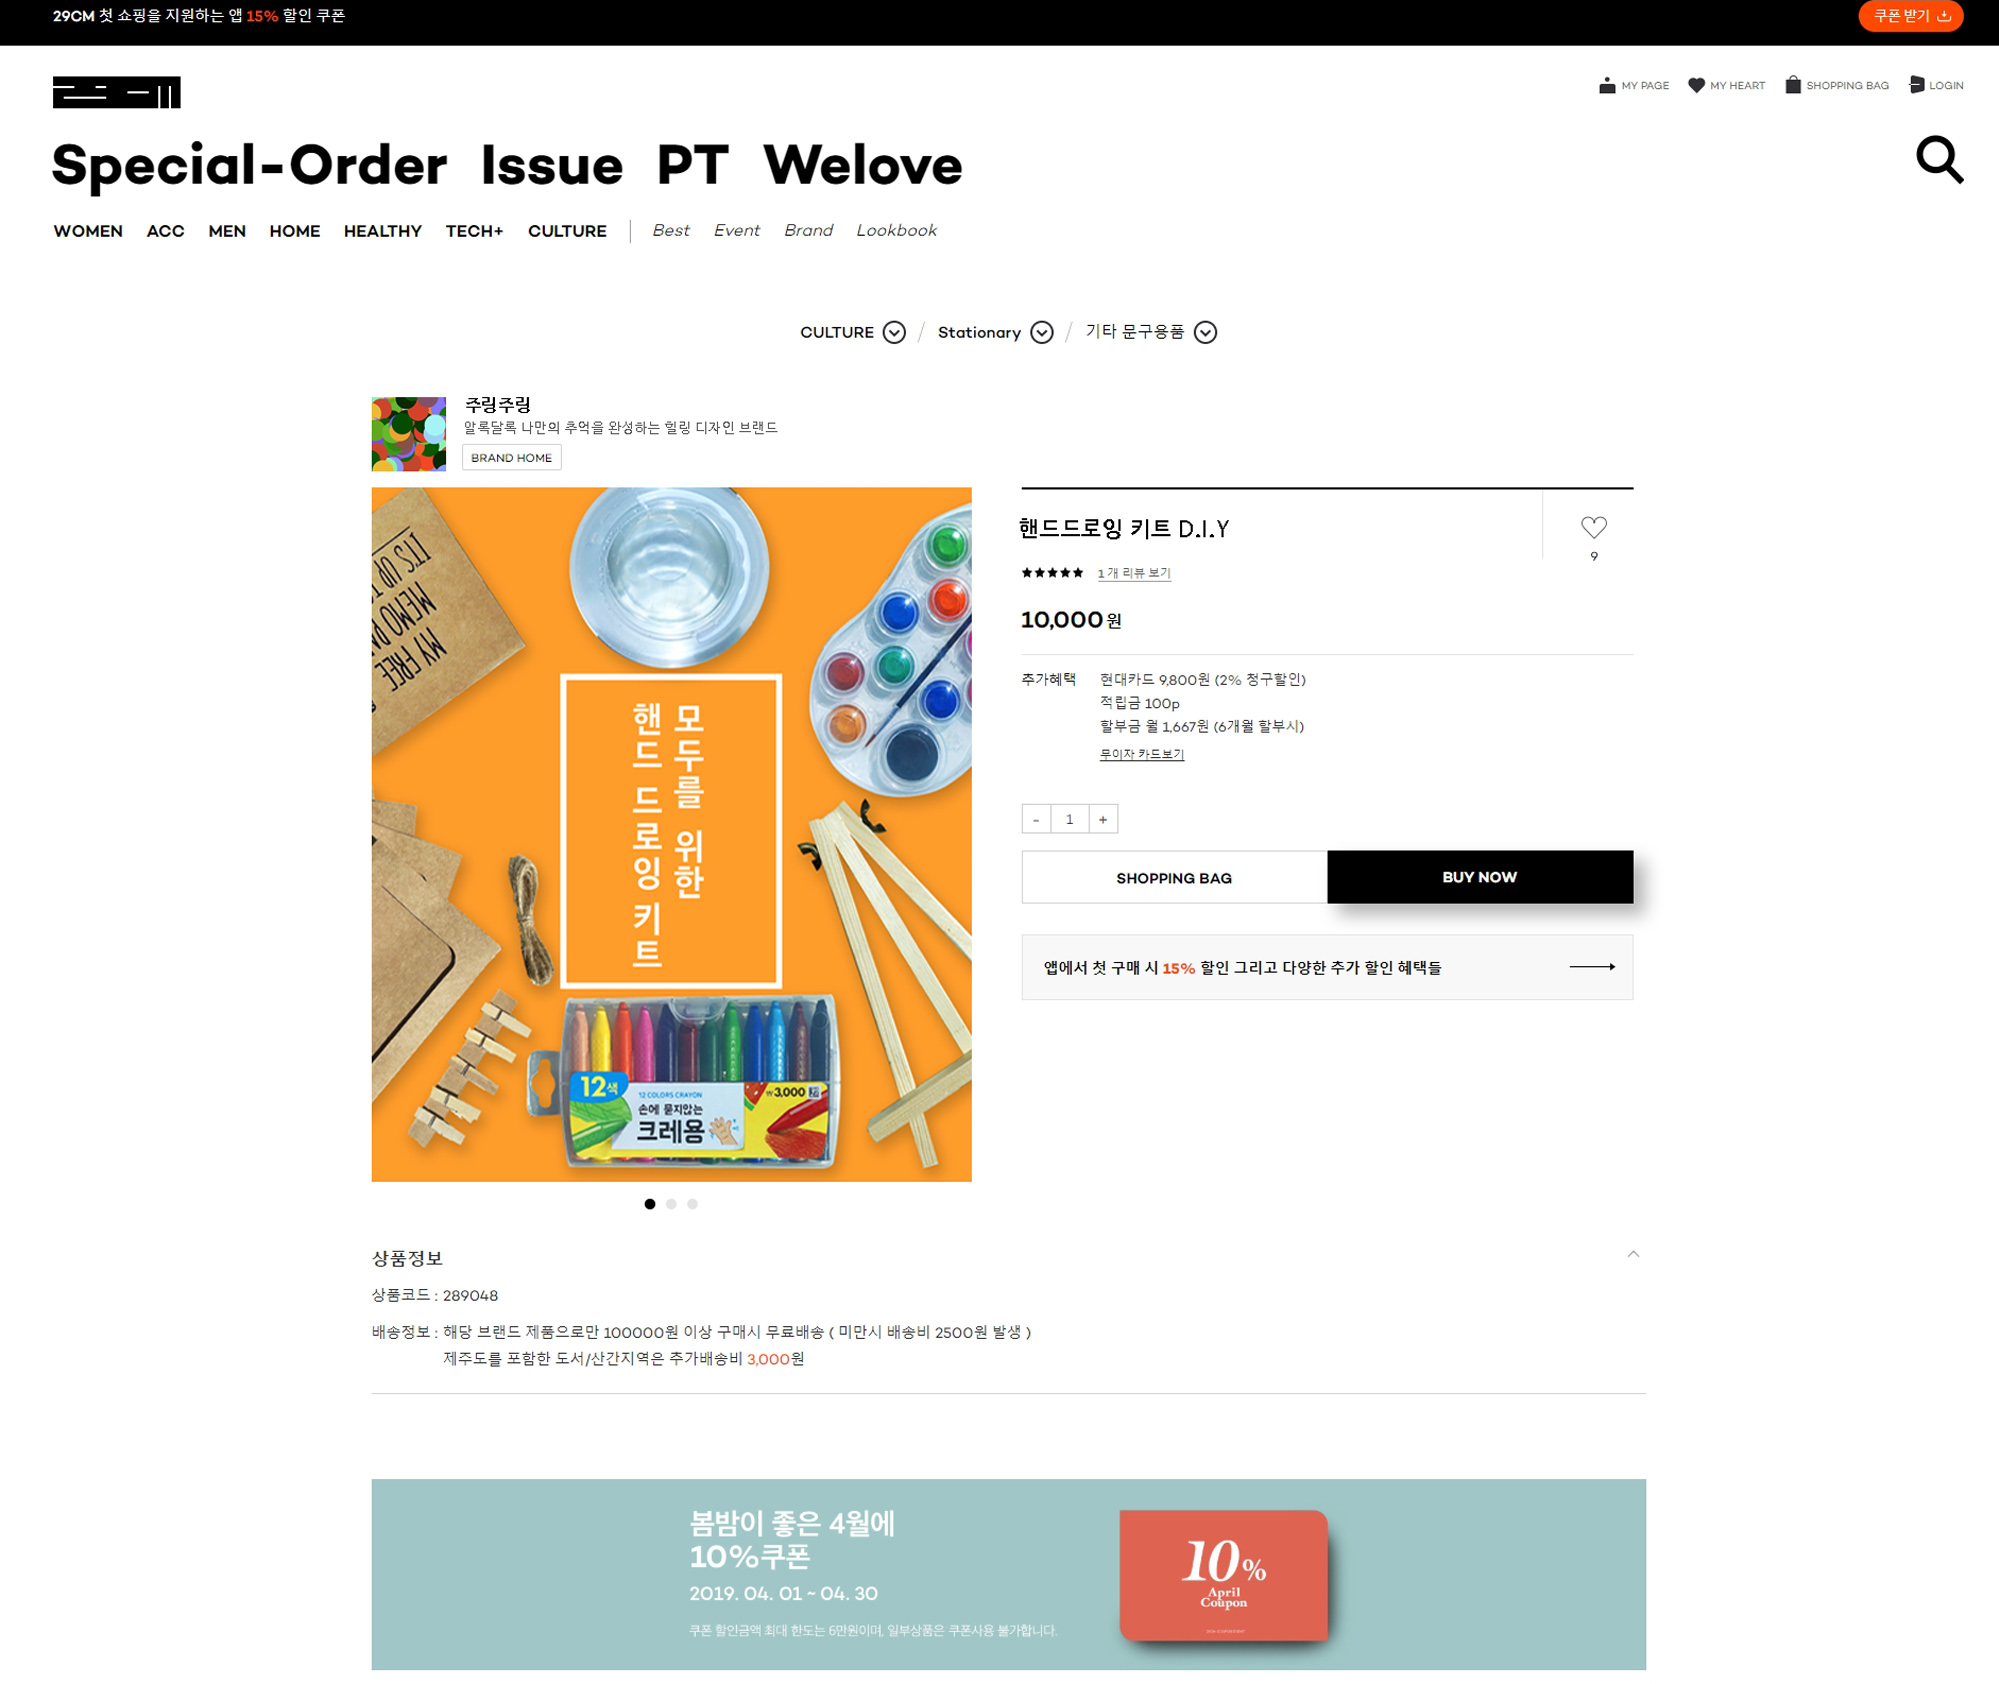 29CM 첫 쇼핑을 지원하는 앱 15% 할인 쿠폰
쿠폰 받기
MY PAGE MY HEART SHOPPING BAG LOGIN
Special-Order Issue PT Welove
WOMEN ACC MEN HOME HEALTHY TECH+ CULTURE Best Event Brand Lookbook
CULTURE / Stationary / 기타 문구용품
주링주링
알록달록 나만의 추억을 완성하는 힐링 디자인 브랜드
BRAND HOME
IT'S UP
MEMO
MY FREE
모두를 위한
핸드 드로잉 키트
12색
12 COLORS CRAYON
손에 묻지않는
크레용
₩3,000
핸드드로잉 키트 D.I.Y
9
★★★★★ 1개 리뷰 보기
10,000원
추가혜택 현대카드 9,800원 (2% 청구할인)
적립금 100p
할부금 월 1,667원 (6개월 할부시)
무이자 카드보기
- 1 +
SHOPPING BAG BUY NOW
앱에서 첫 구매 시 15% 할인 그리고 다양한 추가 할인 혜택들
상품정보
상품코드 : 289048
배송정보 : 해당 브랜드 제품으로만 100000원 이상 구매시 무료배송 ( 미만시 배송비 2500원 발생 )
제주도를 포함한 도서/산간지역은 추가배송비 3,000원
봄밤이 좋은 4월에
10%쿠폰
2019. 04. 01 ~ 04. 30
쿠폰 할인금액 최대 한도는 6만원이며, 일부상품은 쿠폰사용 불가합니다.
10%
April
Coupon